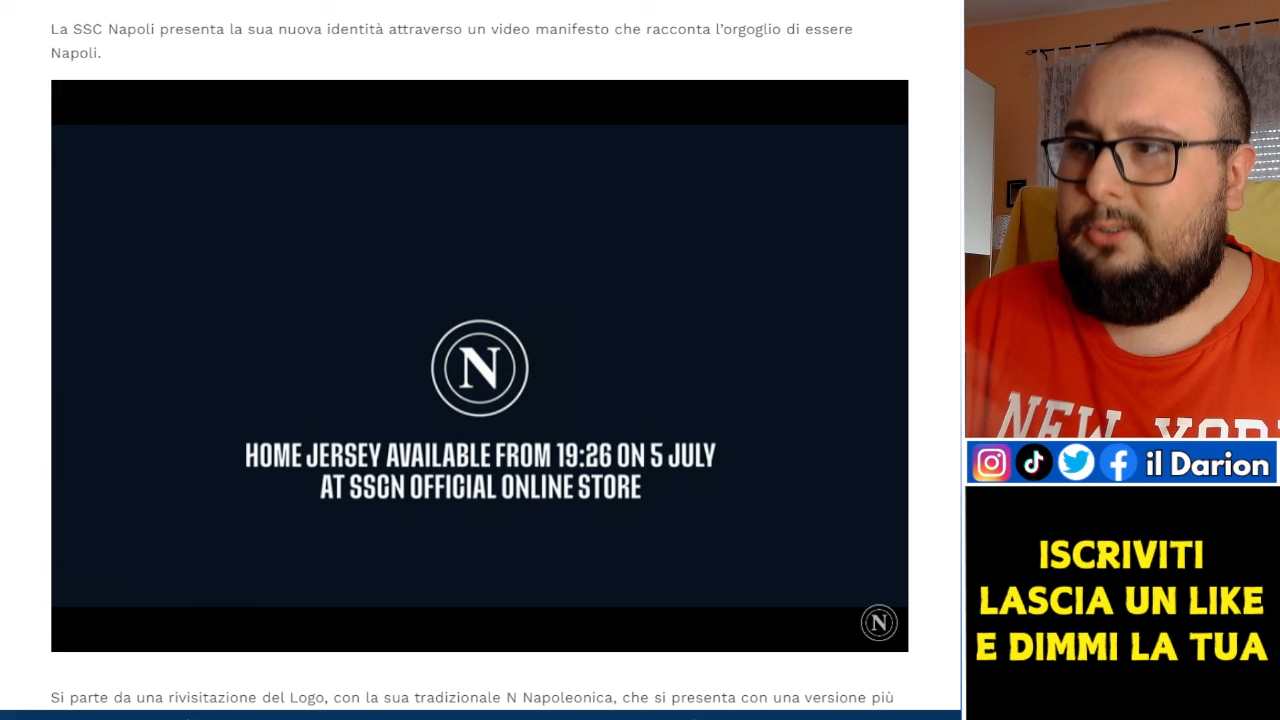 La SSC Napoli presenta la sua nuova identità attraverso un video manifesto che racconta l’orgoglio di essere
Napoli.
N
HOME JERSEY AVAILABLE FROM 19:26 ON 5 JULY
AT SSCN OFFICIAL ONLINE STORE
N
Si parte da una rivisitazione del Logo, con la sua tradizionale N Napoleonica, che si presenta con una versione più
NEW YORK
il Darion
ISCRIVITI
LASCIA UN LIKE
E DIMMI LA TUA